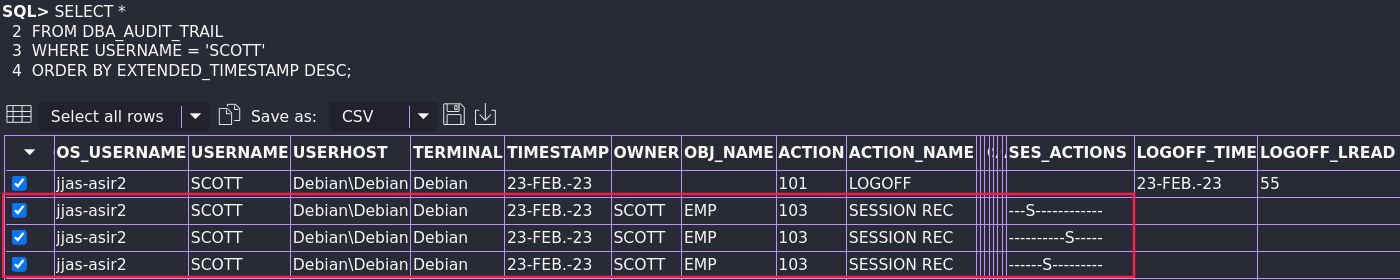 SQL> SELECT *
2 FROM DBA_AUDIT_TRAIL
3 WHERE USERNAME = 'SCOTT'
4 ORDER BY EXTENDED_TIMESTAMP DESC;
Select all rows Save as: CSV
OS_USERNAME USERNAME USERHOST TERMINAL TIMESTAMP OWNER OBJ_NAME ACTION ACTION_NAME SES_ACTIONS LOGOFF_TIME LOGOFF_LREAD
jjas-asir2 SCOTT Debian\Debian Debian 23-FEB.-23 101 LOGOFF 23-FEB.-23 55
jjas-asir2 SCOTT Debian\Debian Debian 23-FEB.-23 SCOTT EMP 103 SESSION REC ---S------------
jjas-asir2 SCOTT Debian\Debian Debian 23-FEB.-23 SCOTT EMP 103 SESSION REC ----------S-----
jjas-asir2 SCOTT Debian\Debian Debian 23-FEB.-23 SCOTT EMP 103 SESSION REC ------S---------